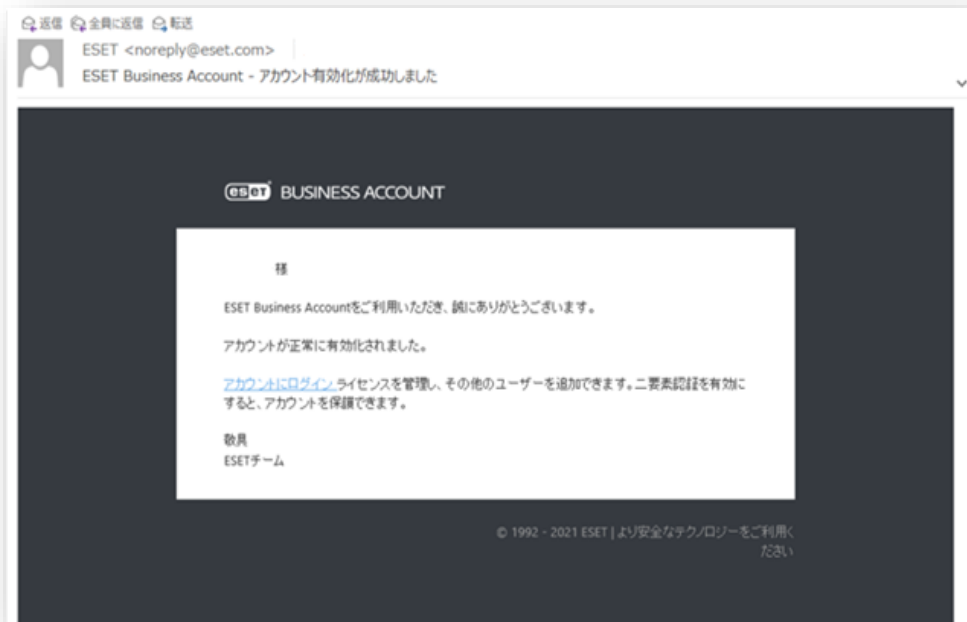 返信 全員に返信 転送
ESET <noreply@eset.com>
ESET Business Account - アカウント有効化が成功しました
eset BUSINESS ACCOUNT
様
ESET Business Accountをご利用いただき、誠にありがとうございます。
アカウントが正常に有効化されました。
アカウントにログイン ライセンスを管理し、その他のユーザーを追加できます。二要素認証を有効に
すると、アカウントを保護できます。
敬具
ESETチーム
© 1992 - 2021 ESET | より安全なテクノロジーをご利用く
ださい